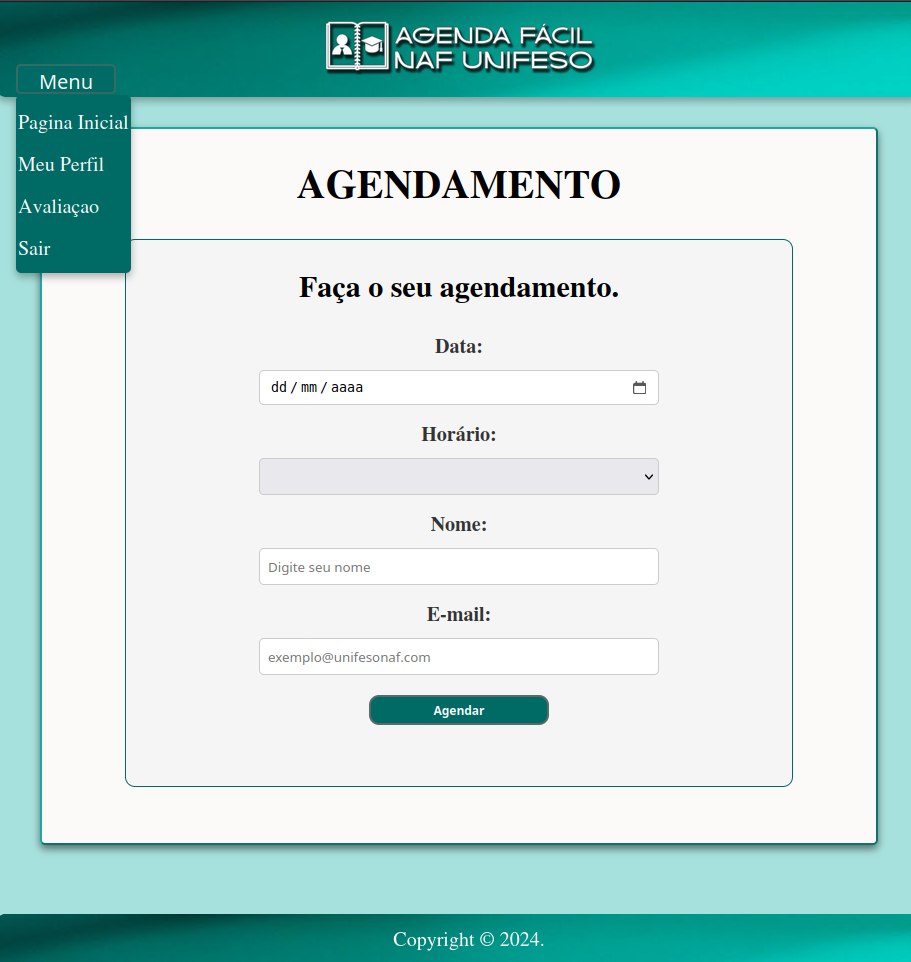 AGENDA FÁCIL
NAF UNIFESO
Menu
Pagina Inicial
Meu Perfil
Avaliaçao
Sair
AGENDAMENTO
Faça o seu agendamento.
Data:
dd / mm / aaaa
Horário:
Nome:
Digite seu nome
E-mail:
exemplo@unifesonaf.com
Agendar
Copyright © 2024.